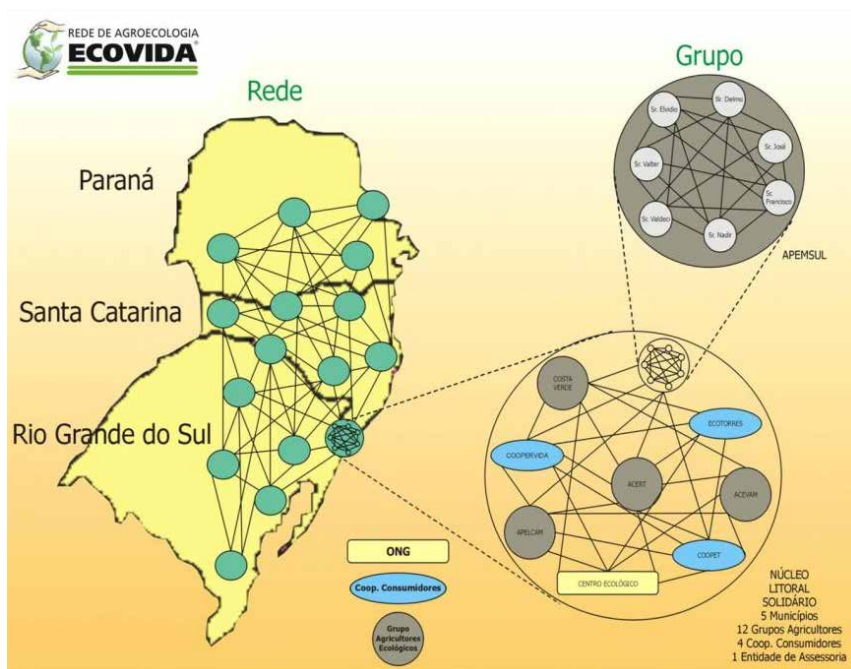 REDE DE AGROECOLOGIA
ECOVIDA
Rede
Grupo
Paraná
Santa Catarina
Rio Grande do Sul
Sr. Elvidio
Sr. Delmo
Sr. José
Sr. Valter
Sr. Francisco
Sr. Valdeci
Sr. Nadir
APEMSUL
COSTA
VERDE
ECOTORRES
COOPERVIDA
ACERT
ACEVAM
APELCAM
COOPET
CENTRO ECOLÓGICO
ONG
Coop. Consumidores
Grupo
Agricultores
Ecológicos
NÚCLEO
LITORAL
SOLIDÁRIO
5 Municípios
12 Grupos Agricultores
4 Coop. Consumidores
1 Entidade de Assessoria